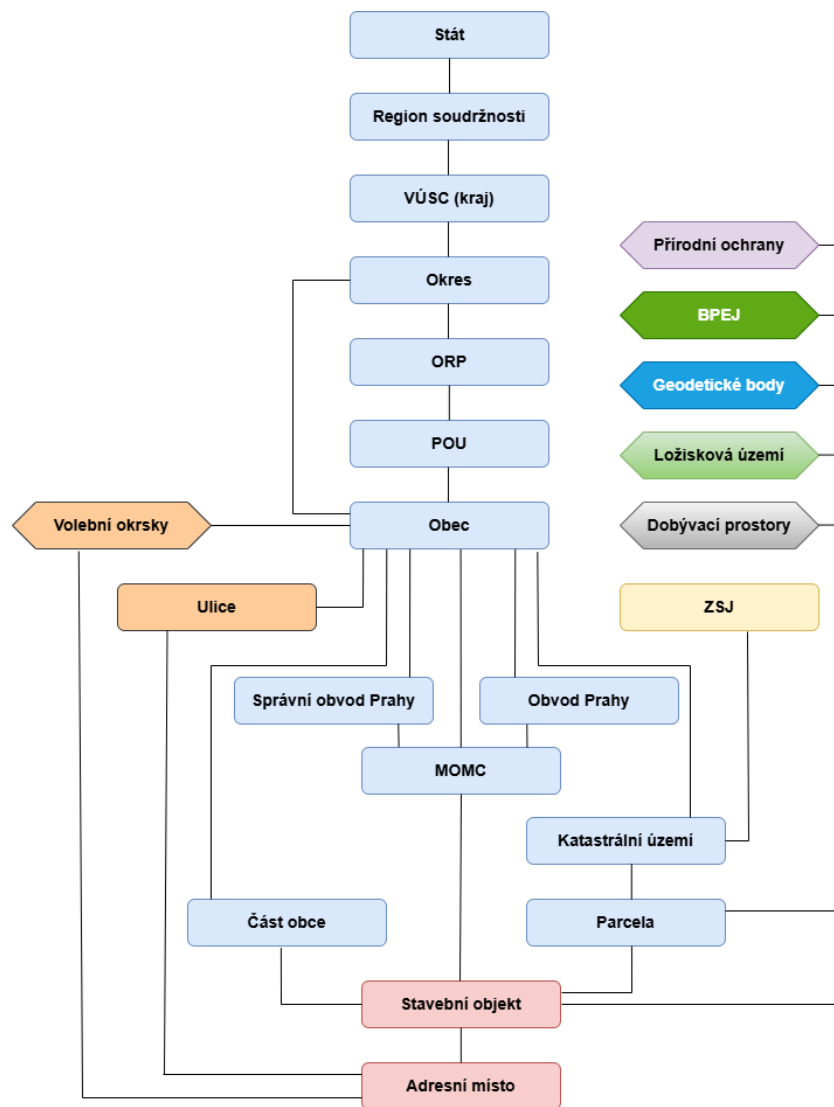 Stát
Region soudržnosti
VÚSC (kraj)
Přírodní ochrany
Okres
BPEJ
ORP
Geodetické body
POU
Ložisková území
Volební okrsky
Obec
Dobývací prostory
Ulice
ZSJ
Správní obvod Prahy
Obvod Prahy
MOMC
Katastrální území
Část obce
Parcela
Stavební objekt
Adresní místo